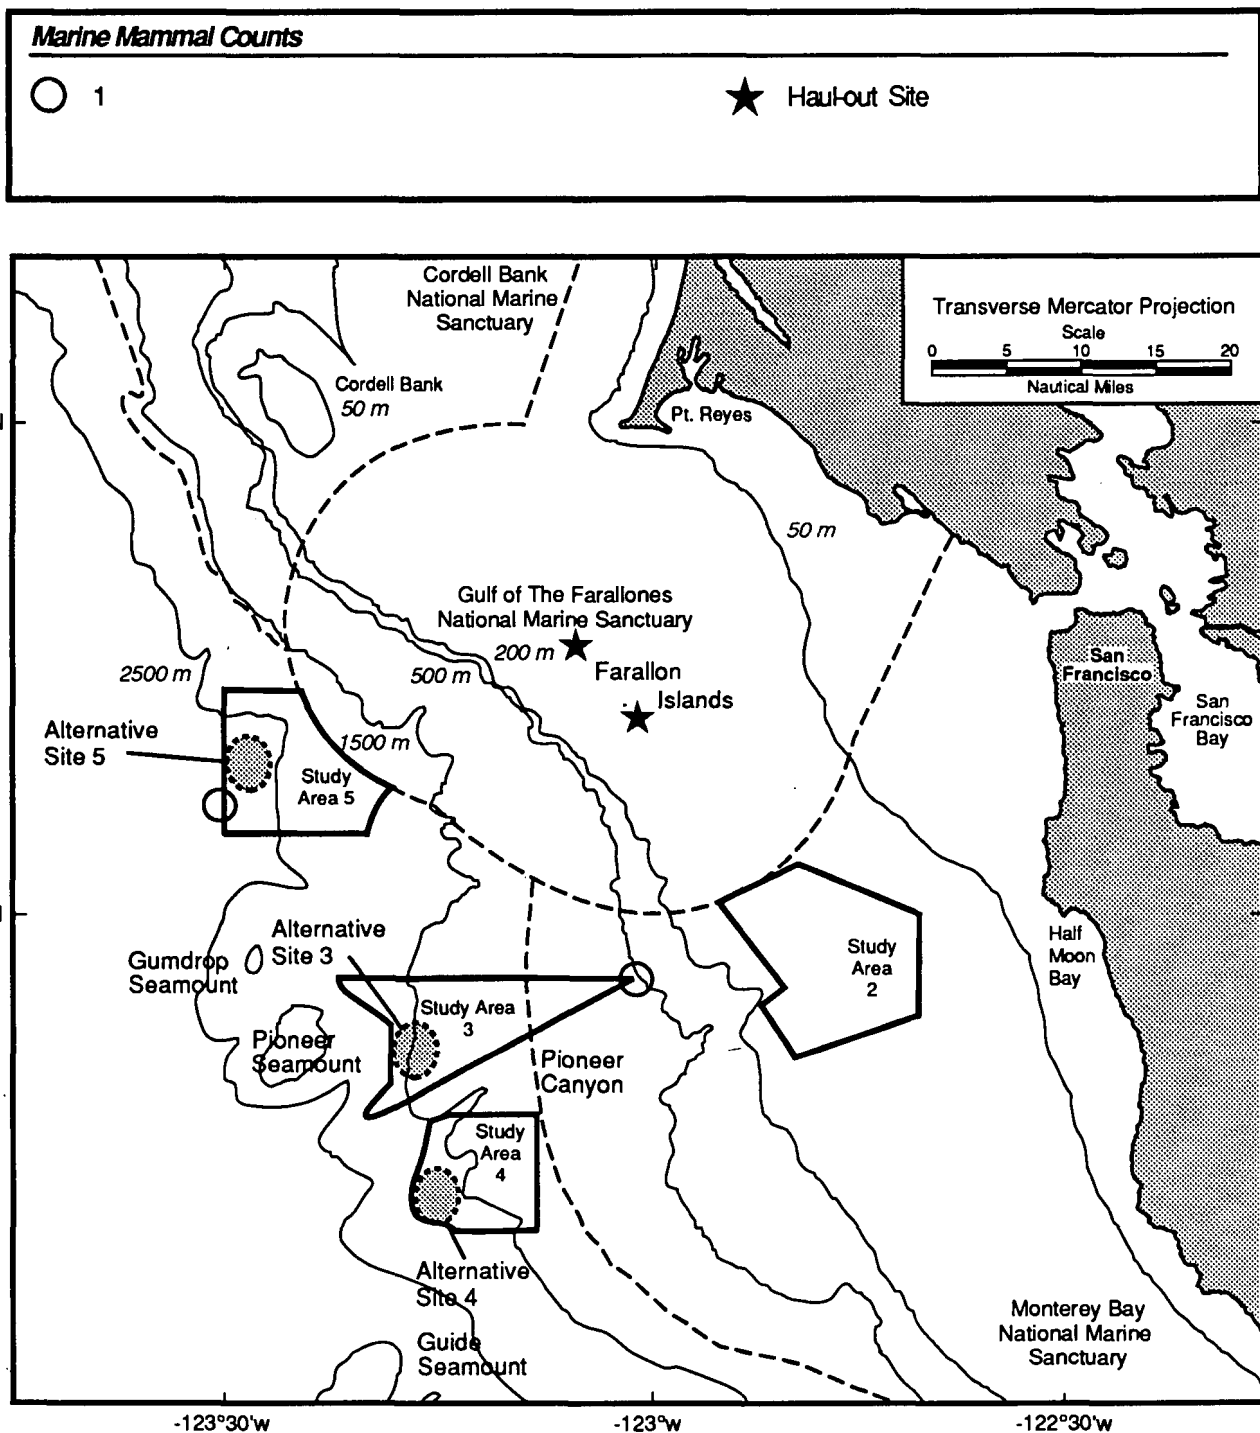 Marine Mammal Counts
1
Haul-out Site
Cordell Bank
National Marine
Sanctuary
Transverse Mercator Projection
Scale
0 5 10 15 20
Nautical Miles
Cordell Bank
50 m
Pt. Reyes
50 m
Gulf of The Farallones
National Marine Sanctuary
200 m
2500 m
500 m
Farallon
Islands
San
Francisco
San
Francisco
Bay
Alternative
Site 5
1500 m
Study
Area 5
Alternative
Site 3
Gumdrop
Seamount
Study Area
3
Study
Area
2
Half
Moon
Bay
Pioneer
Seamount
Pioneer
Canyon
Study
Area
4
Alternative
Site 4
Guide
Seamount
Monterey Bay
National Marine
Sanctuary
-123°30'W
-123°W
-122°30'W